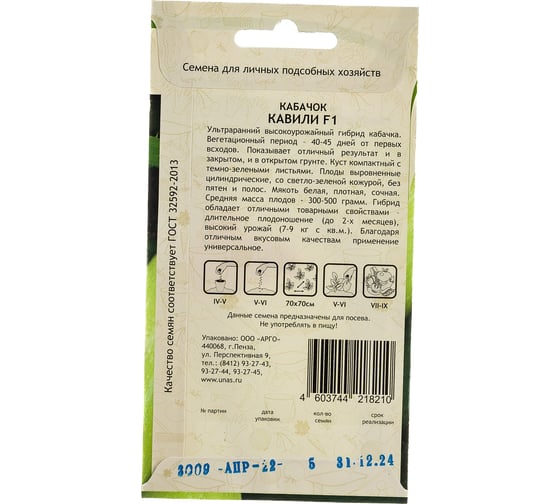 Семена для личных подсобных хозяйств
КАБАЧОК
КАВИЛИ F1
Ультраранний высокоурожайный гибрид кабачка.
Вегетационный период - 40-45 дней от первых
всходов. Показывает отличный результат и в
закрытом, и в открытом грунте. Куст компактный с
темно-зелеными листьями. Плоды выровненные
цилиндрические, со светло-зеленой кожурой, без
пятен и полос. Мякоть белая, плотная, сочная.
Средняя масса плодов - 300-500 грамм. Гибрид
обладает отличными товарными свойствами -
длительное плодоношение (до 2-х месяцев),
высокий урожай (7-9 кг с кв.м.). Благодаря
отличным вкусовым качествам применение
универсальное.
IV-V V-VI 70х70см V-VI VII-IX
Данные семена предназначены для посева.
Не употреблять в пищу!
Упаковано: ООО «АРГО»
440068, г.Пенза,
ул. Перспективная 9,
тел.: (8412) 93-27-43,
93-27-44, 93-27-45,
www.unas.ru
4 603744 218210
№ партии дата упаковки кол-во семян срок реализации
3009 -АПР-22- 5 31.12.24
Качество семян соответствует ГОСТ 32592-2013